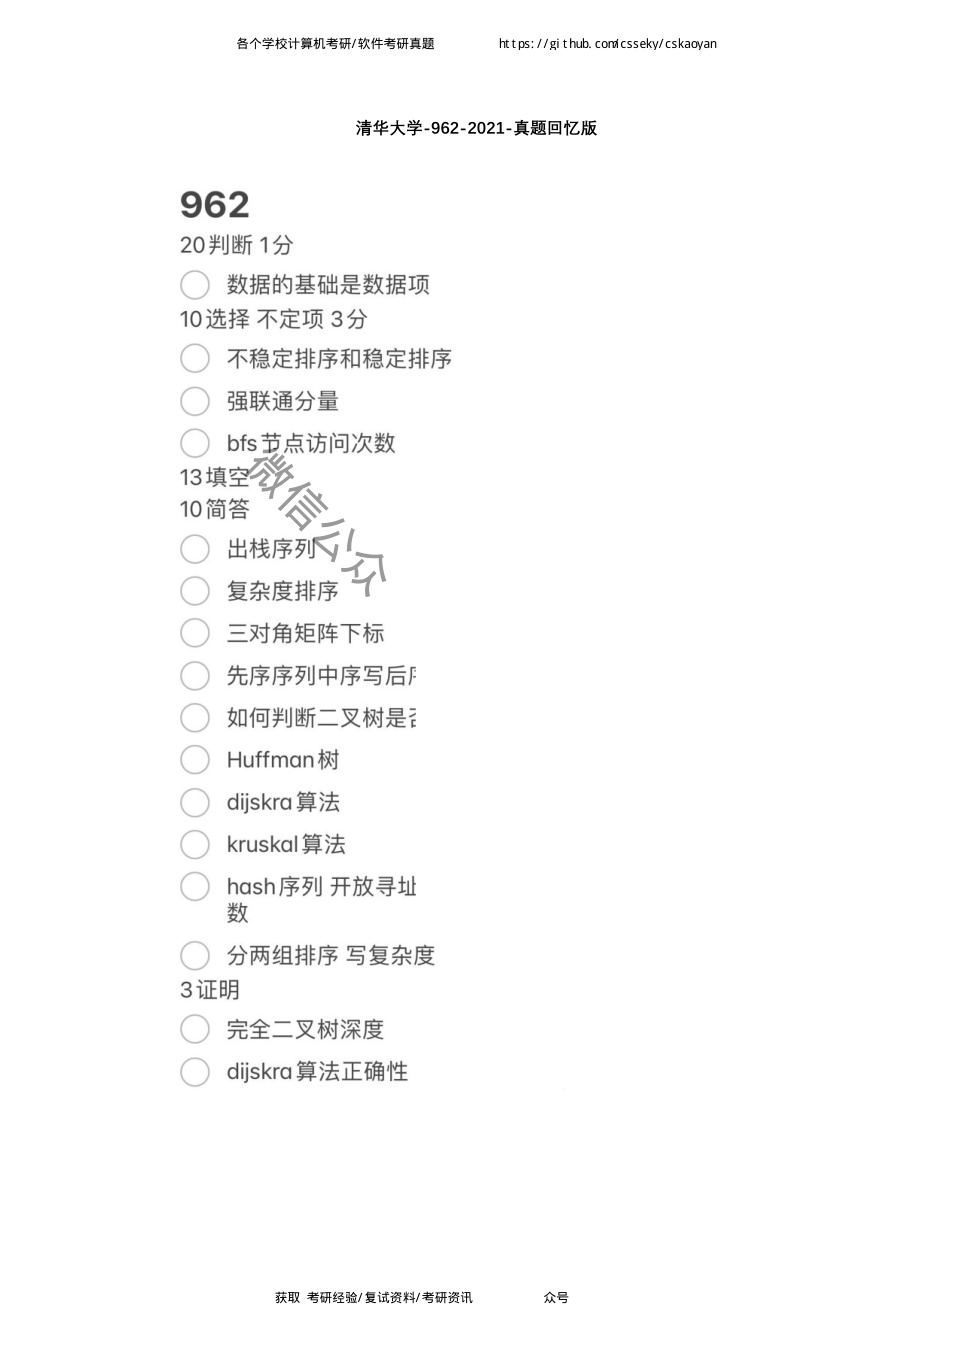 各个学校计算机考研/软件考研真题 https://github.com/csseky/cskaoyan
清华大学-962-2021-真题回忆版
962
20判断 1分
数据的基础是数据项
10选择 不定项 3分
不稳定排序和稳定排序
强联通分量
bfs节点访问次数
13填空
10简答
微信公众
出栈序列
复杂度排序
三对角矩阵下标
先序序列中序写后
如何判断二叉树是
Huffman树
dijskra算法
kruskal算法
hash序列 开放寻址
数
分两组排序 写复杂度
3证明
完全二叉树深度
dijskra算法正确性
获取 考研经验/复试资料/考研资讯 众号